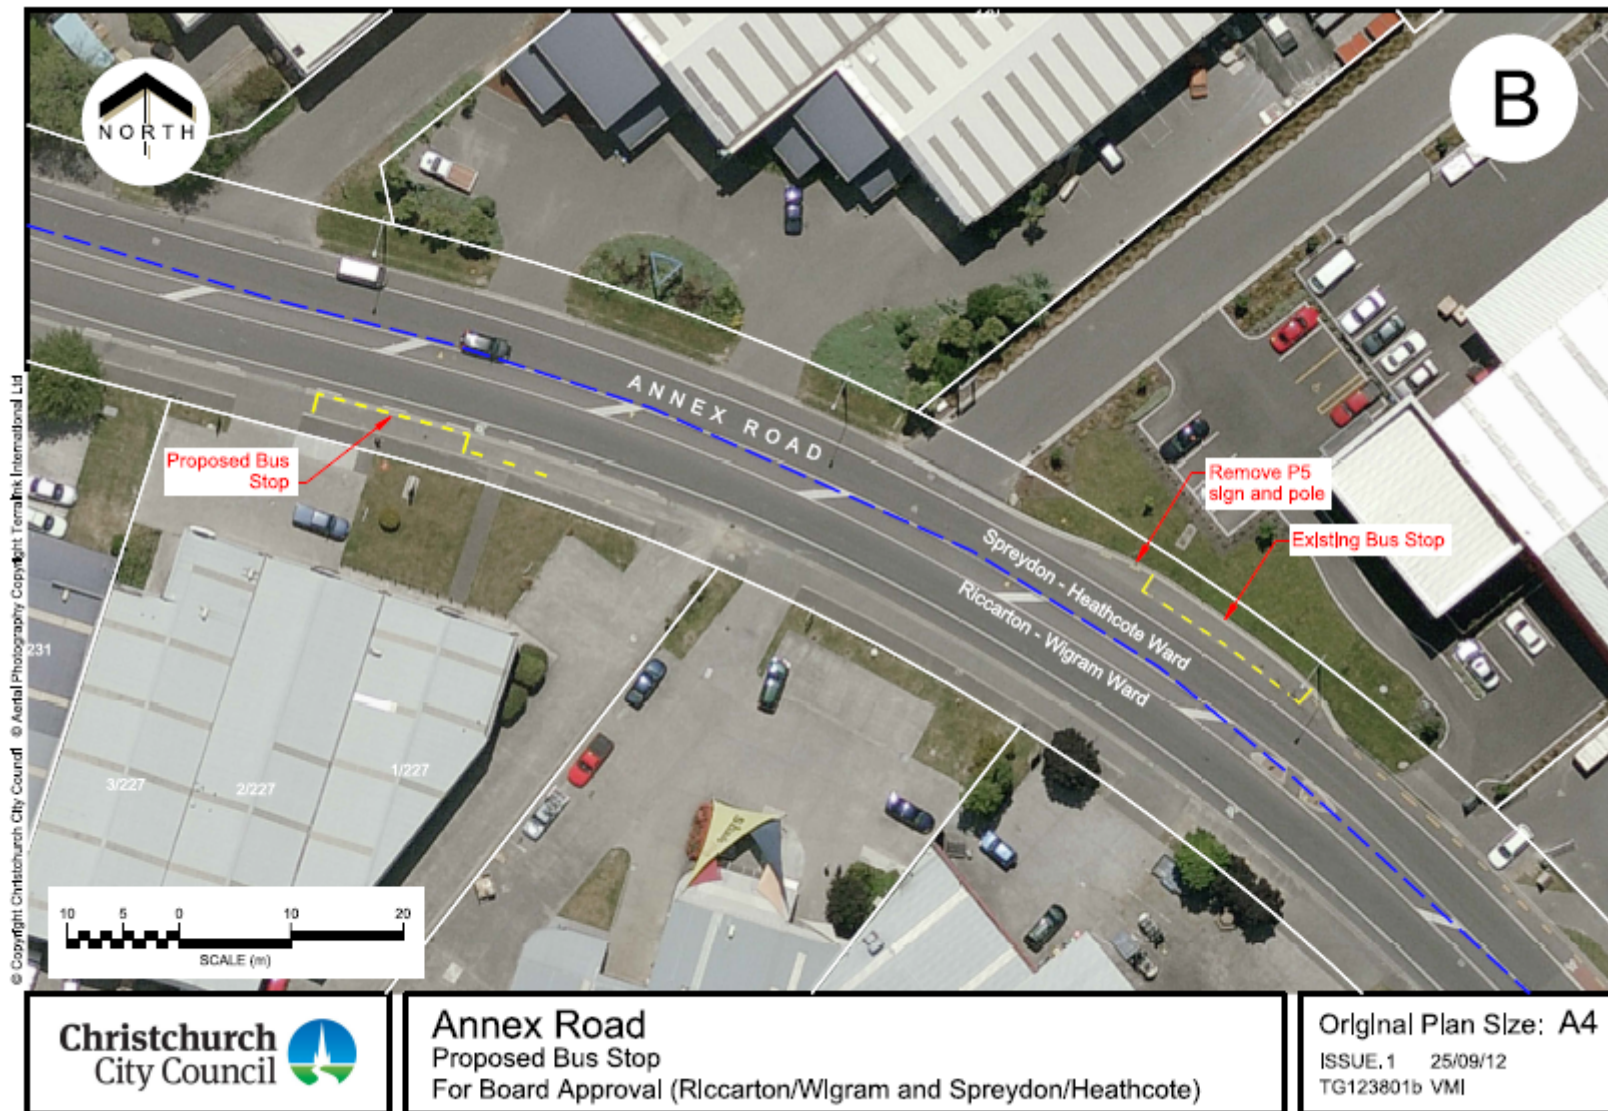 NORTH
B
ANNEX ROAD
Proposed Bus
Stop
Remove P5
sign and pole
Existing Bus Stop
Spreydon - Heathcote Ward
Riccarton - Wigram Ward
231
3/227
2/227
1/227
10 5 0 10 20
SCALE (m)
© Copyright Christchurch City Council © Aerial Photography Copyright Terralink International Ltd
Christchurch
City Council
Annex Road
Proposed Bus Stop
For Board Approval (Riccarton/Wigram and Spreydon/Heathcote)
Original Plan Size: A4
ISSUE.1 25/09/12
TG123801b VMI